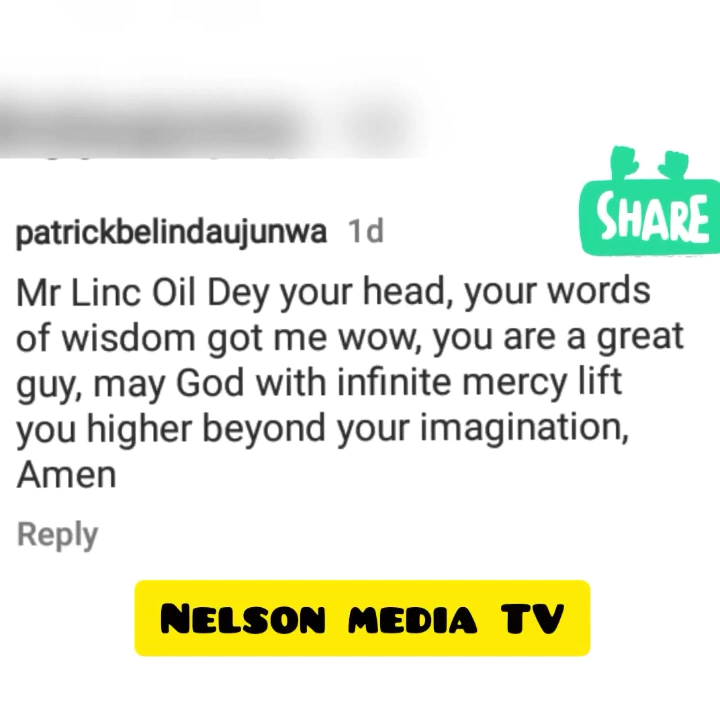 SHARE
patrickbelindaujunwa 1d
Mr Linc Oil Dey your head, your words
of wisdom got me wow, you are a great
guy, may God with infinite mercy lift
you higher beyond your imagination,
Amen
Reply
NELSON MEDIA TV